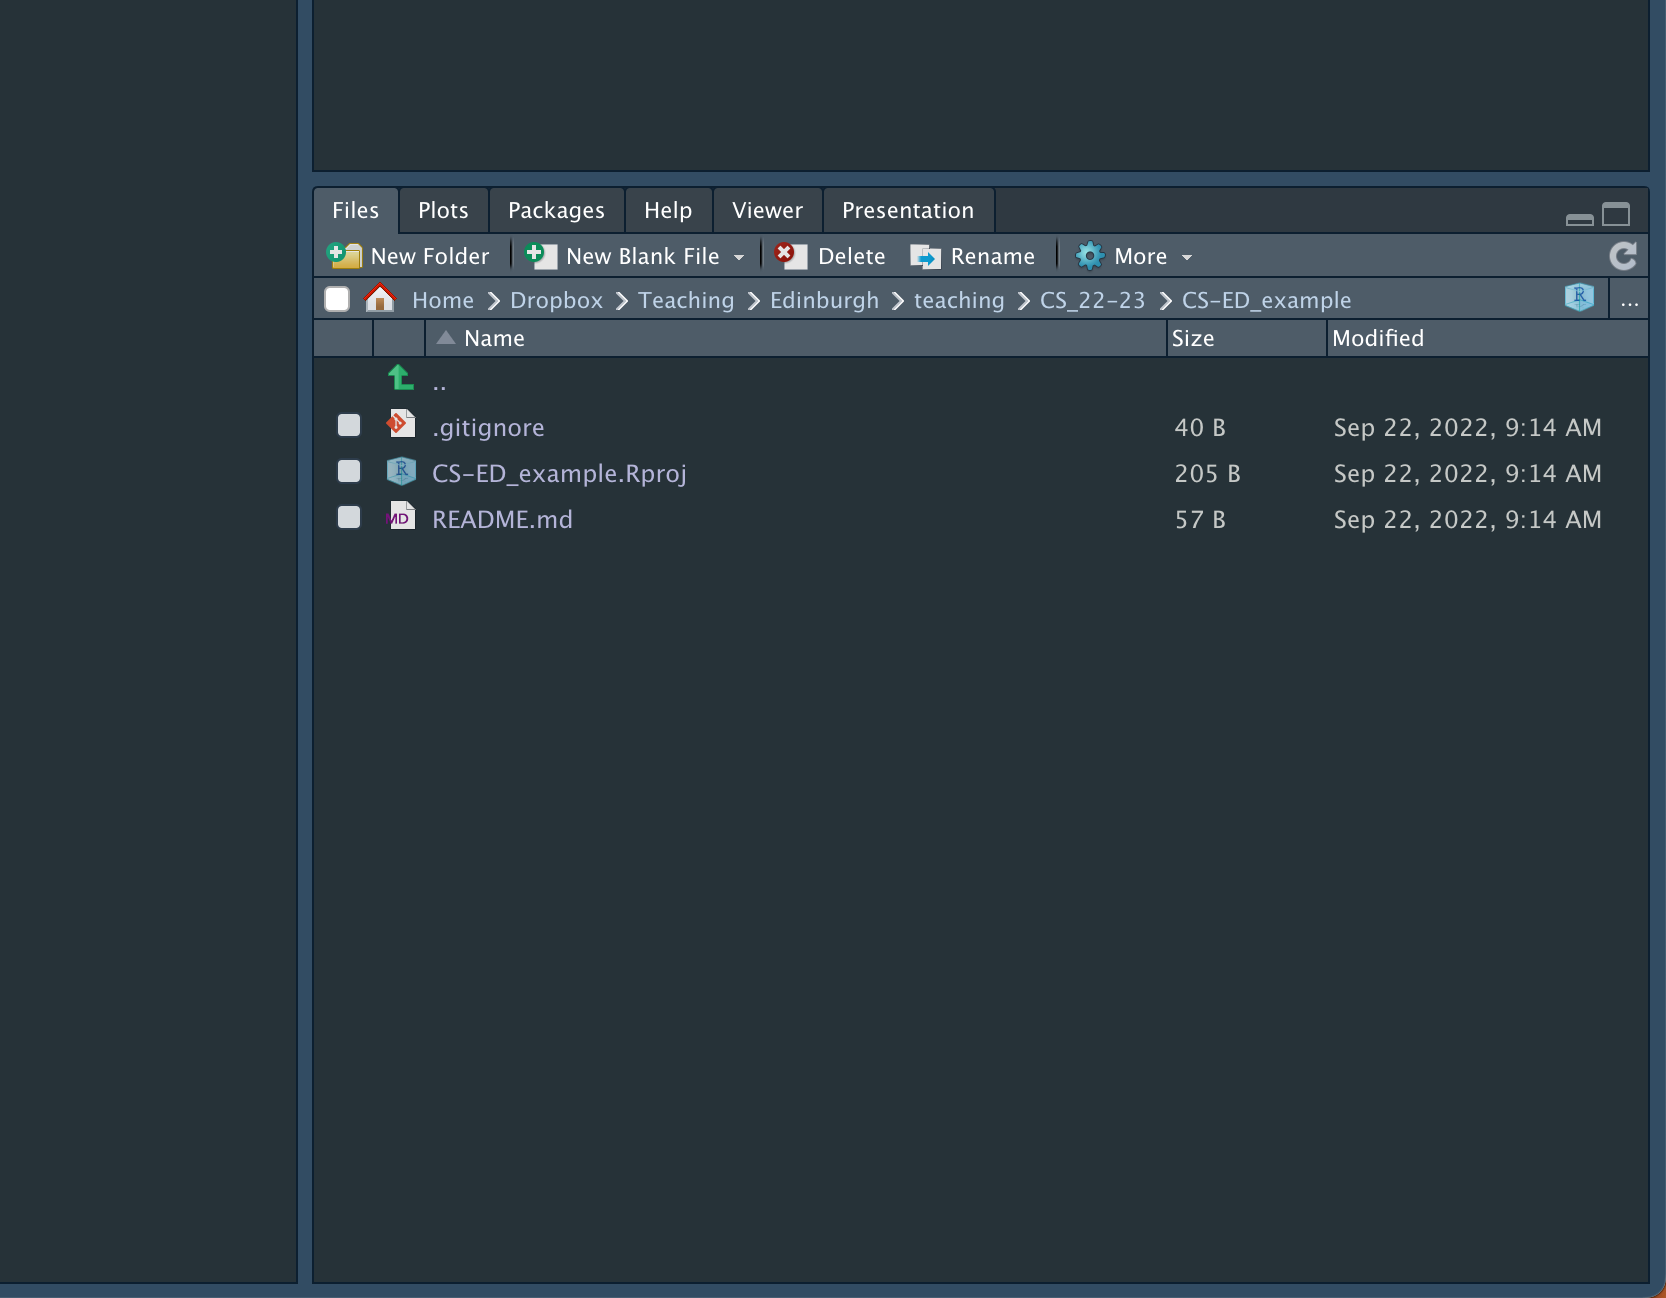 Files Plots Packages Help Viewer Presentation
New Folder New Blank File Delete Rename More
Home Dropbox Teaching Edinburgh teaching CS_22-23 CS-ED_example R ...
Name Size Modified
..
.gitignore 40 B Sep 22, 2022, 9:14 AM
R CS-ED_example.Rproj 205 B Sep 22, 2022, 9:14 AM
MD README.md 57 B Sep 22, 2022, 9:14 AM